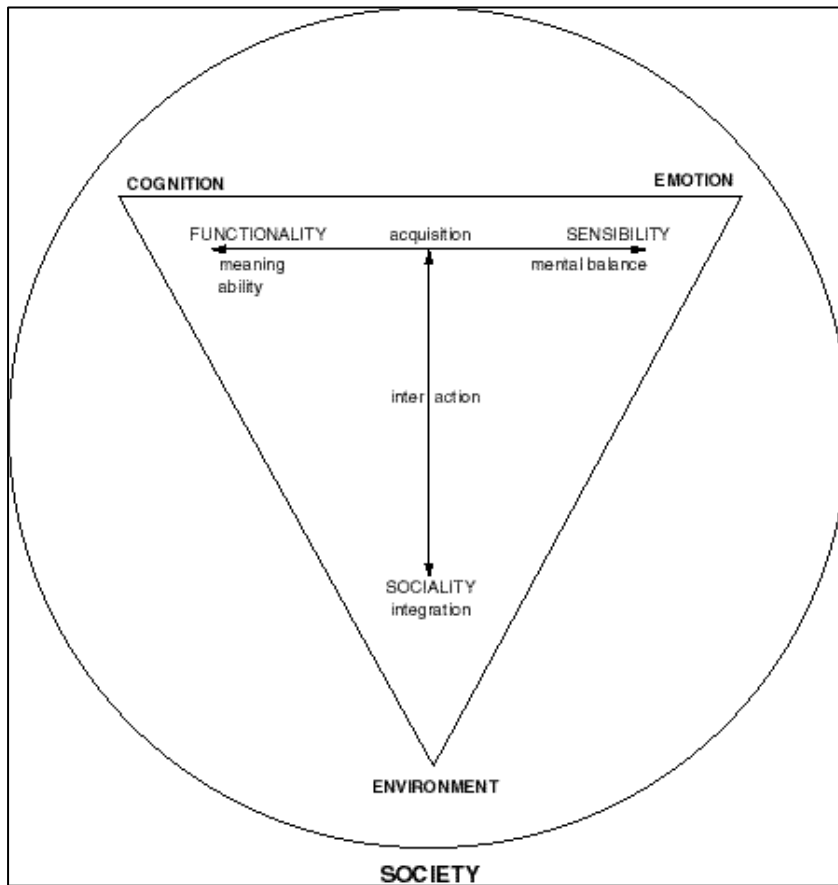 COGNITION
EMOTION
FUNCTIONALITY
acquisition
SENSIBILITY
meaning
ability
mental balance
inter action
SOCIALITY
integration
ENVIRONMENT
SOCIETY